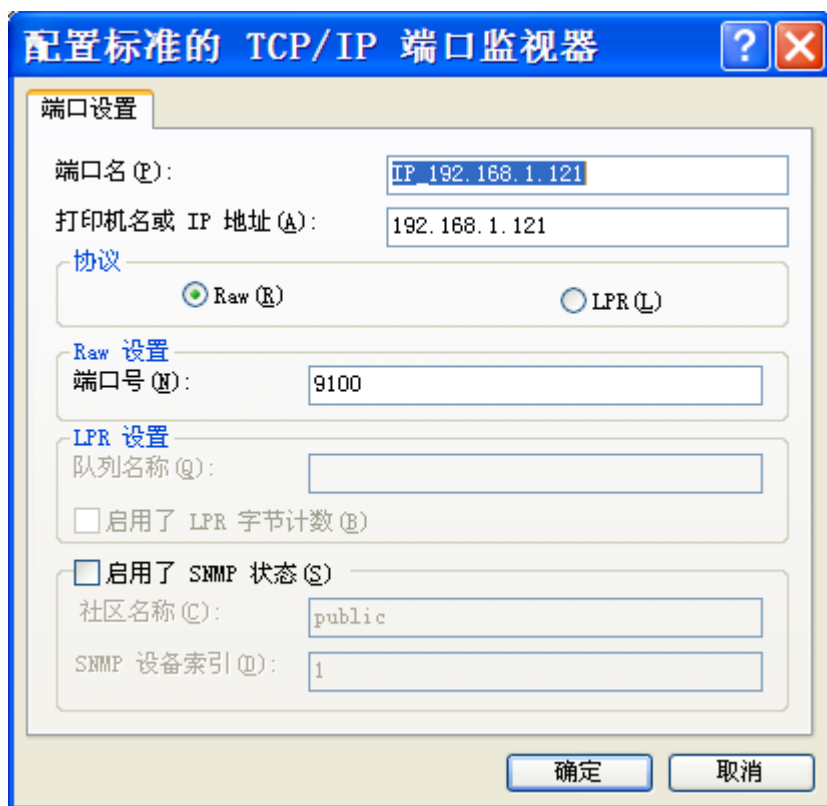 配置标准的 TCP/IP 端口监视器
端口设置
端口名(P): IP_192.168.1.121
打印机名或 IP 地址(A): 192.168.1.121
协议
Raw(R) LPR(L)
Raw 设置
端口号(N): 9100
LPR 设置
队列名称(Q):
启用了 LPR 字节计数(B)
启用了 SNMP 状态(S)
社区名称(C): public
SNMP 设备索引(D): 1
确定 取消